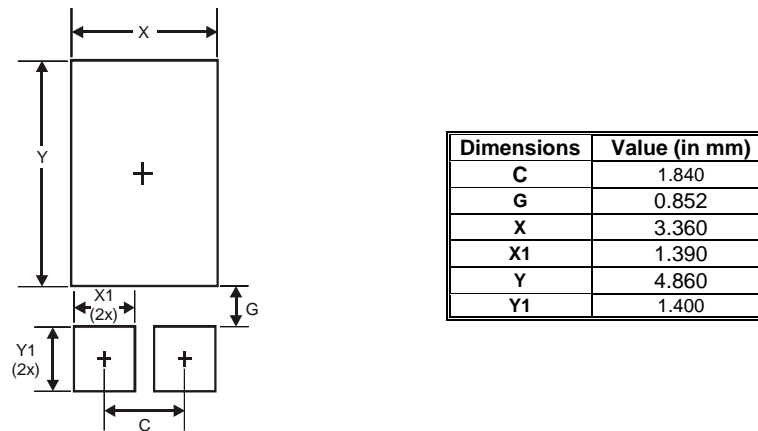 X
Y
X1
(2x)
G
Y1
(2x)
C
Dimensions Value (in mm)
C 1.840
G 0.852
X 3.360
X1 1.390
Y 4.860
Y1 1.400